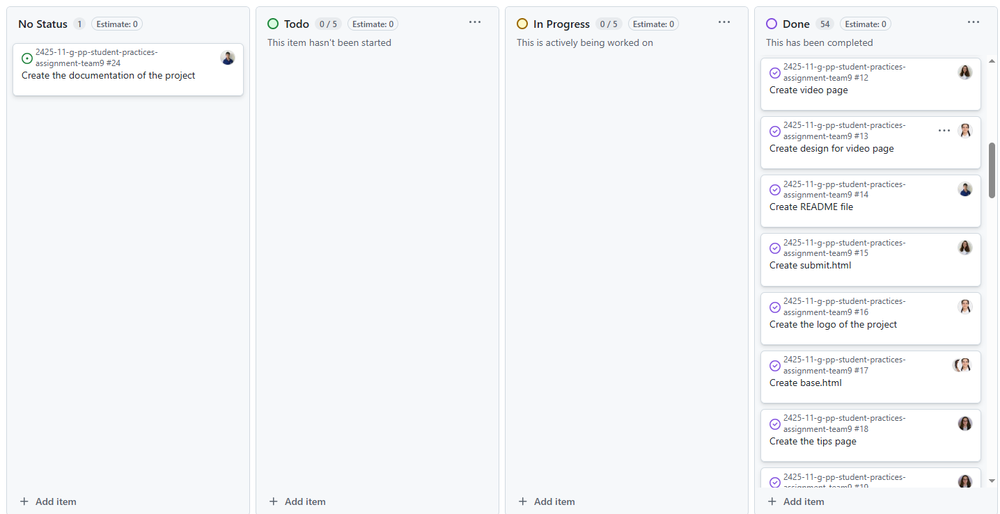 No Status 1 Estimate: 0
2425-11-g-pp-student-practices-
assignment-team9 #24
Create the documentation of the project
+ Add item
Todo 0 / 5 Estimate: 0 ...
This item hasn't been started
+ Add item
In Progress 0 / 5 Estimate: 0 ...
This is actively being worked on
+ Add item
Done 54 Estimate: 0 ...
This has been completed
2425-11-g-pp-student-practices-
assignment-team9 #12
Create video page
2425-11-g-pp-student-practices-
assignment-team9 #13
Create design for video page
2425-11-g-pp-student-practices-
assignment-team9 #14
Create README file
2425-11-g-pp-student-practices-
assignment-team9 #15
Create submit.html
2425-11-g-pp-student-practices-
assignment-team9 #16
Create the logo of the project
2425-11-g-pp-student-practices-
assignment-team9 #17
Create base.html
2425-11-g-pp-student-practices-
assignment-team9 #18
Create the tips page
2425-11-g-pp-student-practices-
assignment-team9 #19
+ Add item